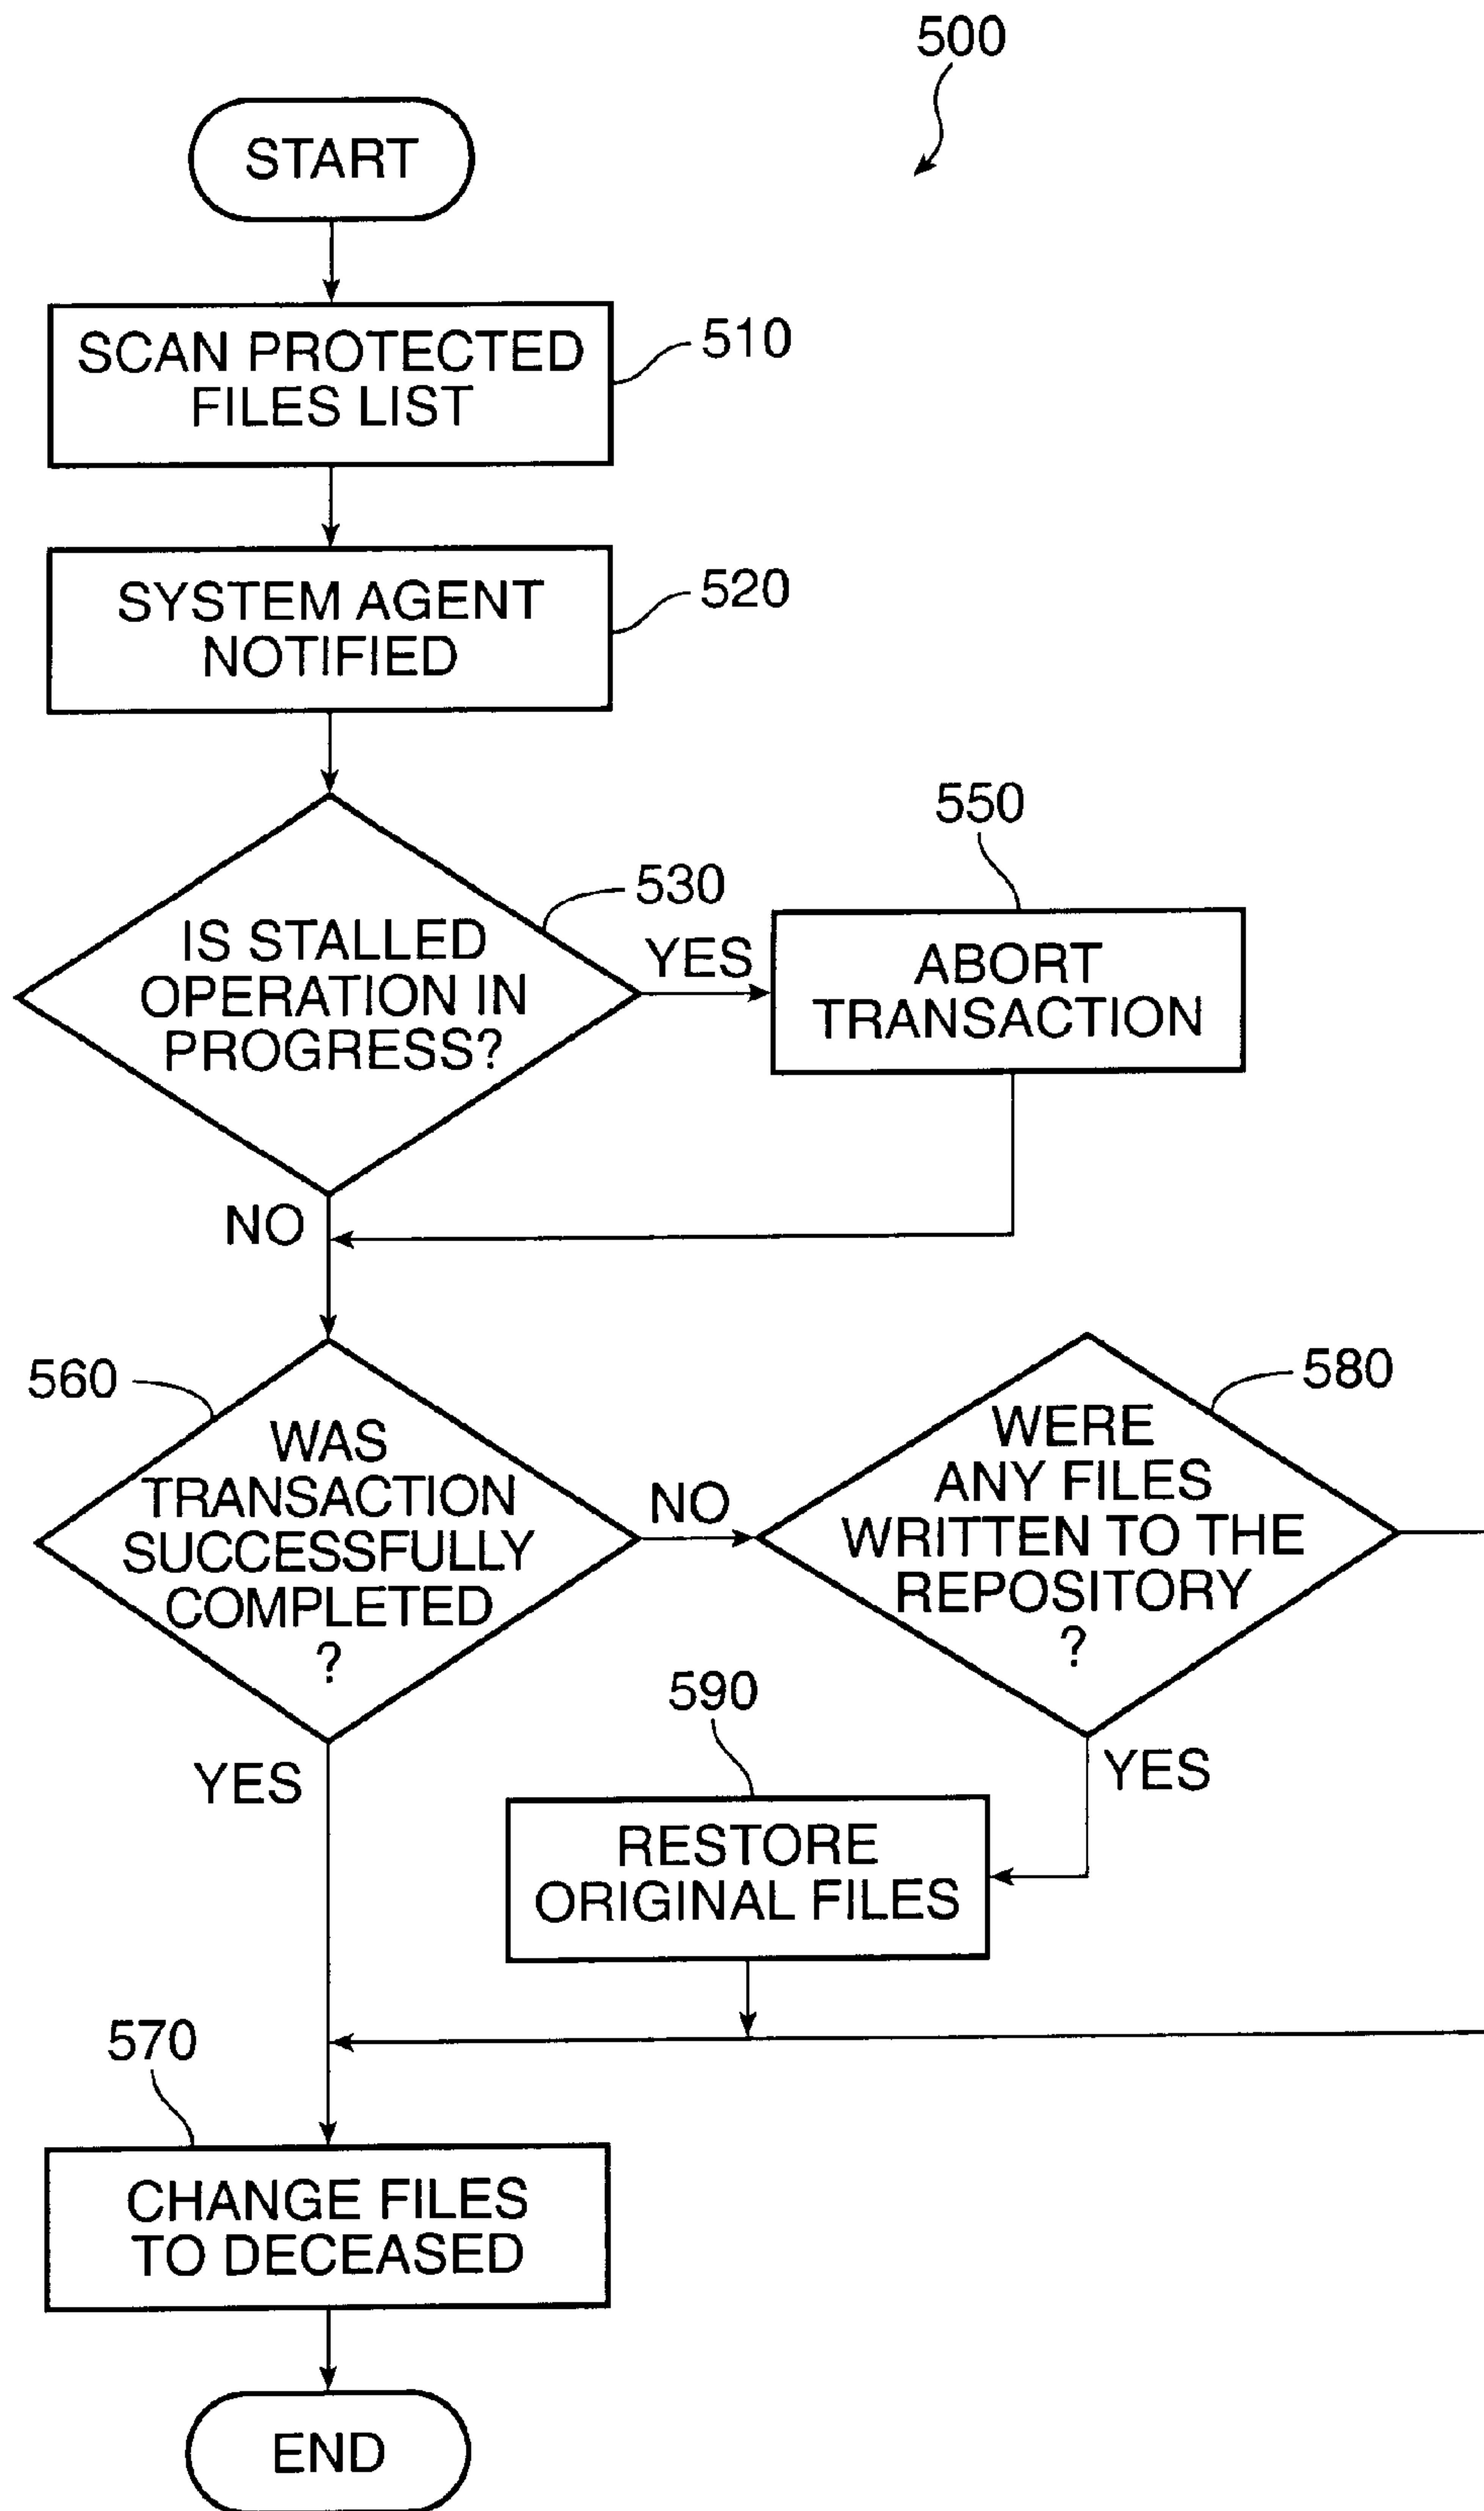 500
START
SCAN PROTECTED
FILES LIST
510
SYSTEM AGENT
NOTIFIED
520
530
IS STALLED
OPERATION IN
PROGRESS?
YES
550
ABORT
TRANSACTION
NO
560
WAS
TRANSACTION
SUCCESSFULLY
COMPLETED
?
NO
580
WERE
ANY FILES
WRITTEN TO THE
REPOSITORY
?
YES
YES
590
RESTORE
ORIGINAL FILES
570
CHANGE FILES
TO DECEASED
END